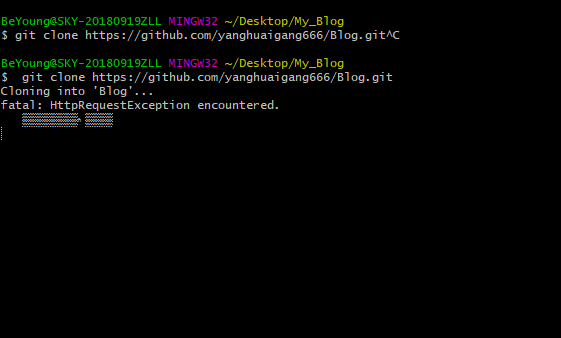 BeYoung@SKY-20180919ZLL MINGW32 ~/Desktop/My_Blog
$ git clone https://github.com/yanghuaigang666/Blog.git^C
BeYoung@SKY-20180919ZLL MINGW32 ~/Desktop/My_Blog
$  git clone https://github.com/yanghuaigang666/Blog.git
Cloning into 'Blog'...
fatal: HttpRequestException encountered.